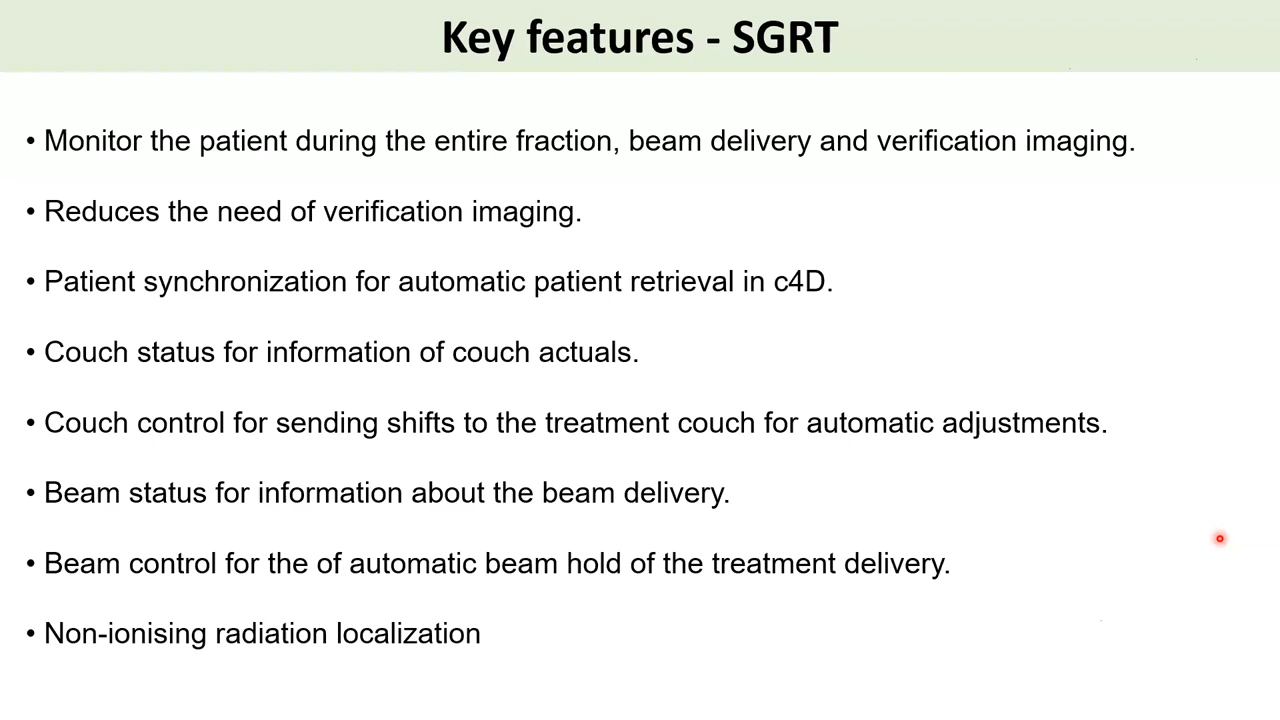 Key features - SGRT
• Monitor the patient during the entire fraction, beam delivery and verification imaging.
• Reduces the need of verification imaging.
• Patient synchronization for automatic patient retrieval in c4D.
• Couch status for information of couch actuals.
• Couch control for sending shifts to the treatment couch for automatic adjustments.
• Beam status for information about the beam delivery.
• Beam control for the of automatic beam hold of the treatment delivery.
• Non-ionising radiation localization